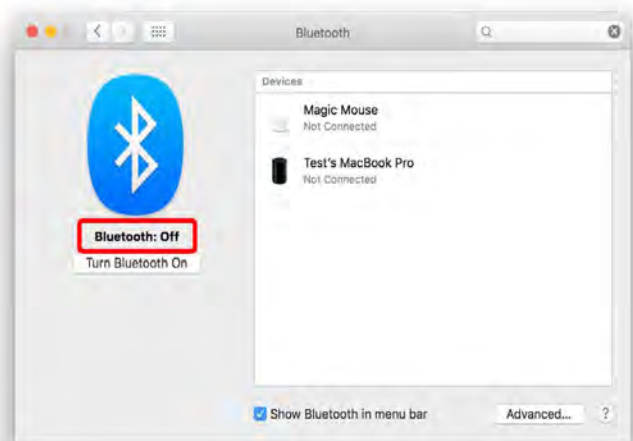 Bluetooth
Devices
Magic Mouse
Not Connected
Test's MacBook Pro
Not Connected
Bluetooth: Off
Turn Bluetooth On
Show Bluetooth in menu bar
Advanced...
?